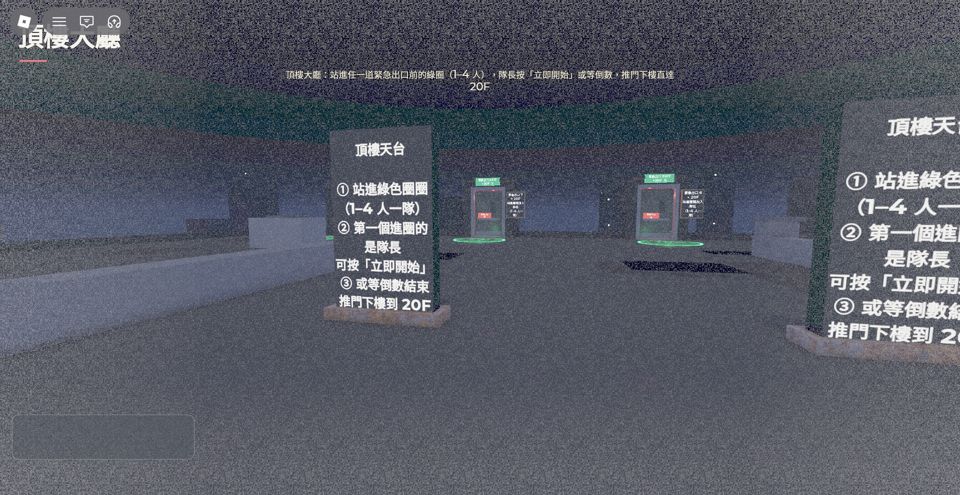 頂樓大廳
頂樓大廳：站進任一道緊急出口前的綠圈（1–4 人），隊長按「立即開始」或等倒數，推門下樓直達
20F
頂樓天台
① 站進綠色圈圈
（1–4 人一隊）
② 第一個進圈的
是隊長
可按「立即開始」
③ 或等倒數結束
推門下樓到 20F
頂樓天
① 站進綠色
（1–4 人一
② 第一個進
是隊長
可按「立即開
③ 或等倒數
推門下樓到 2